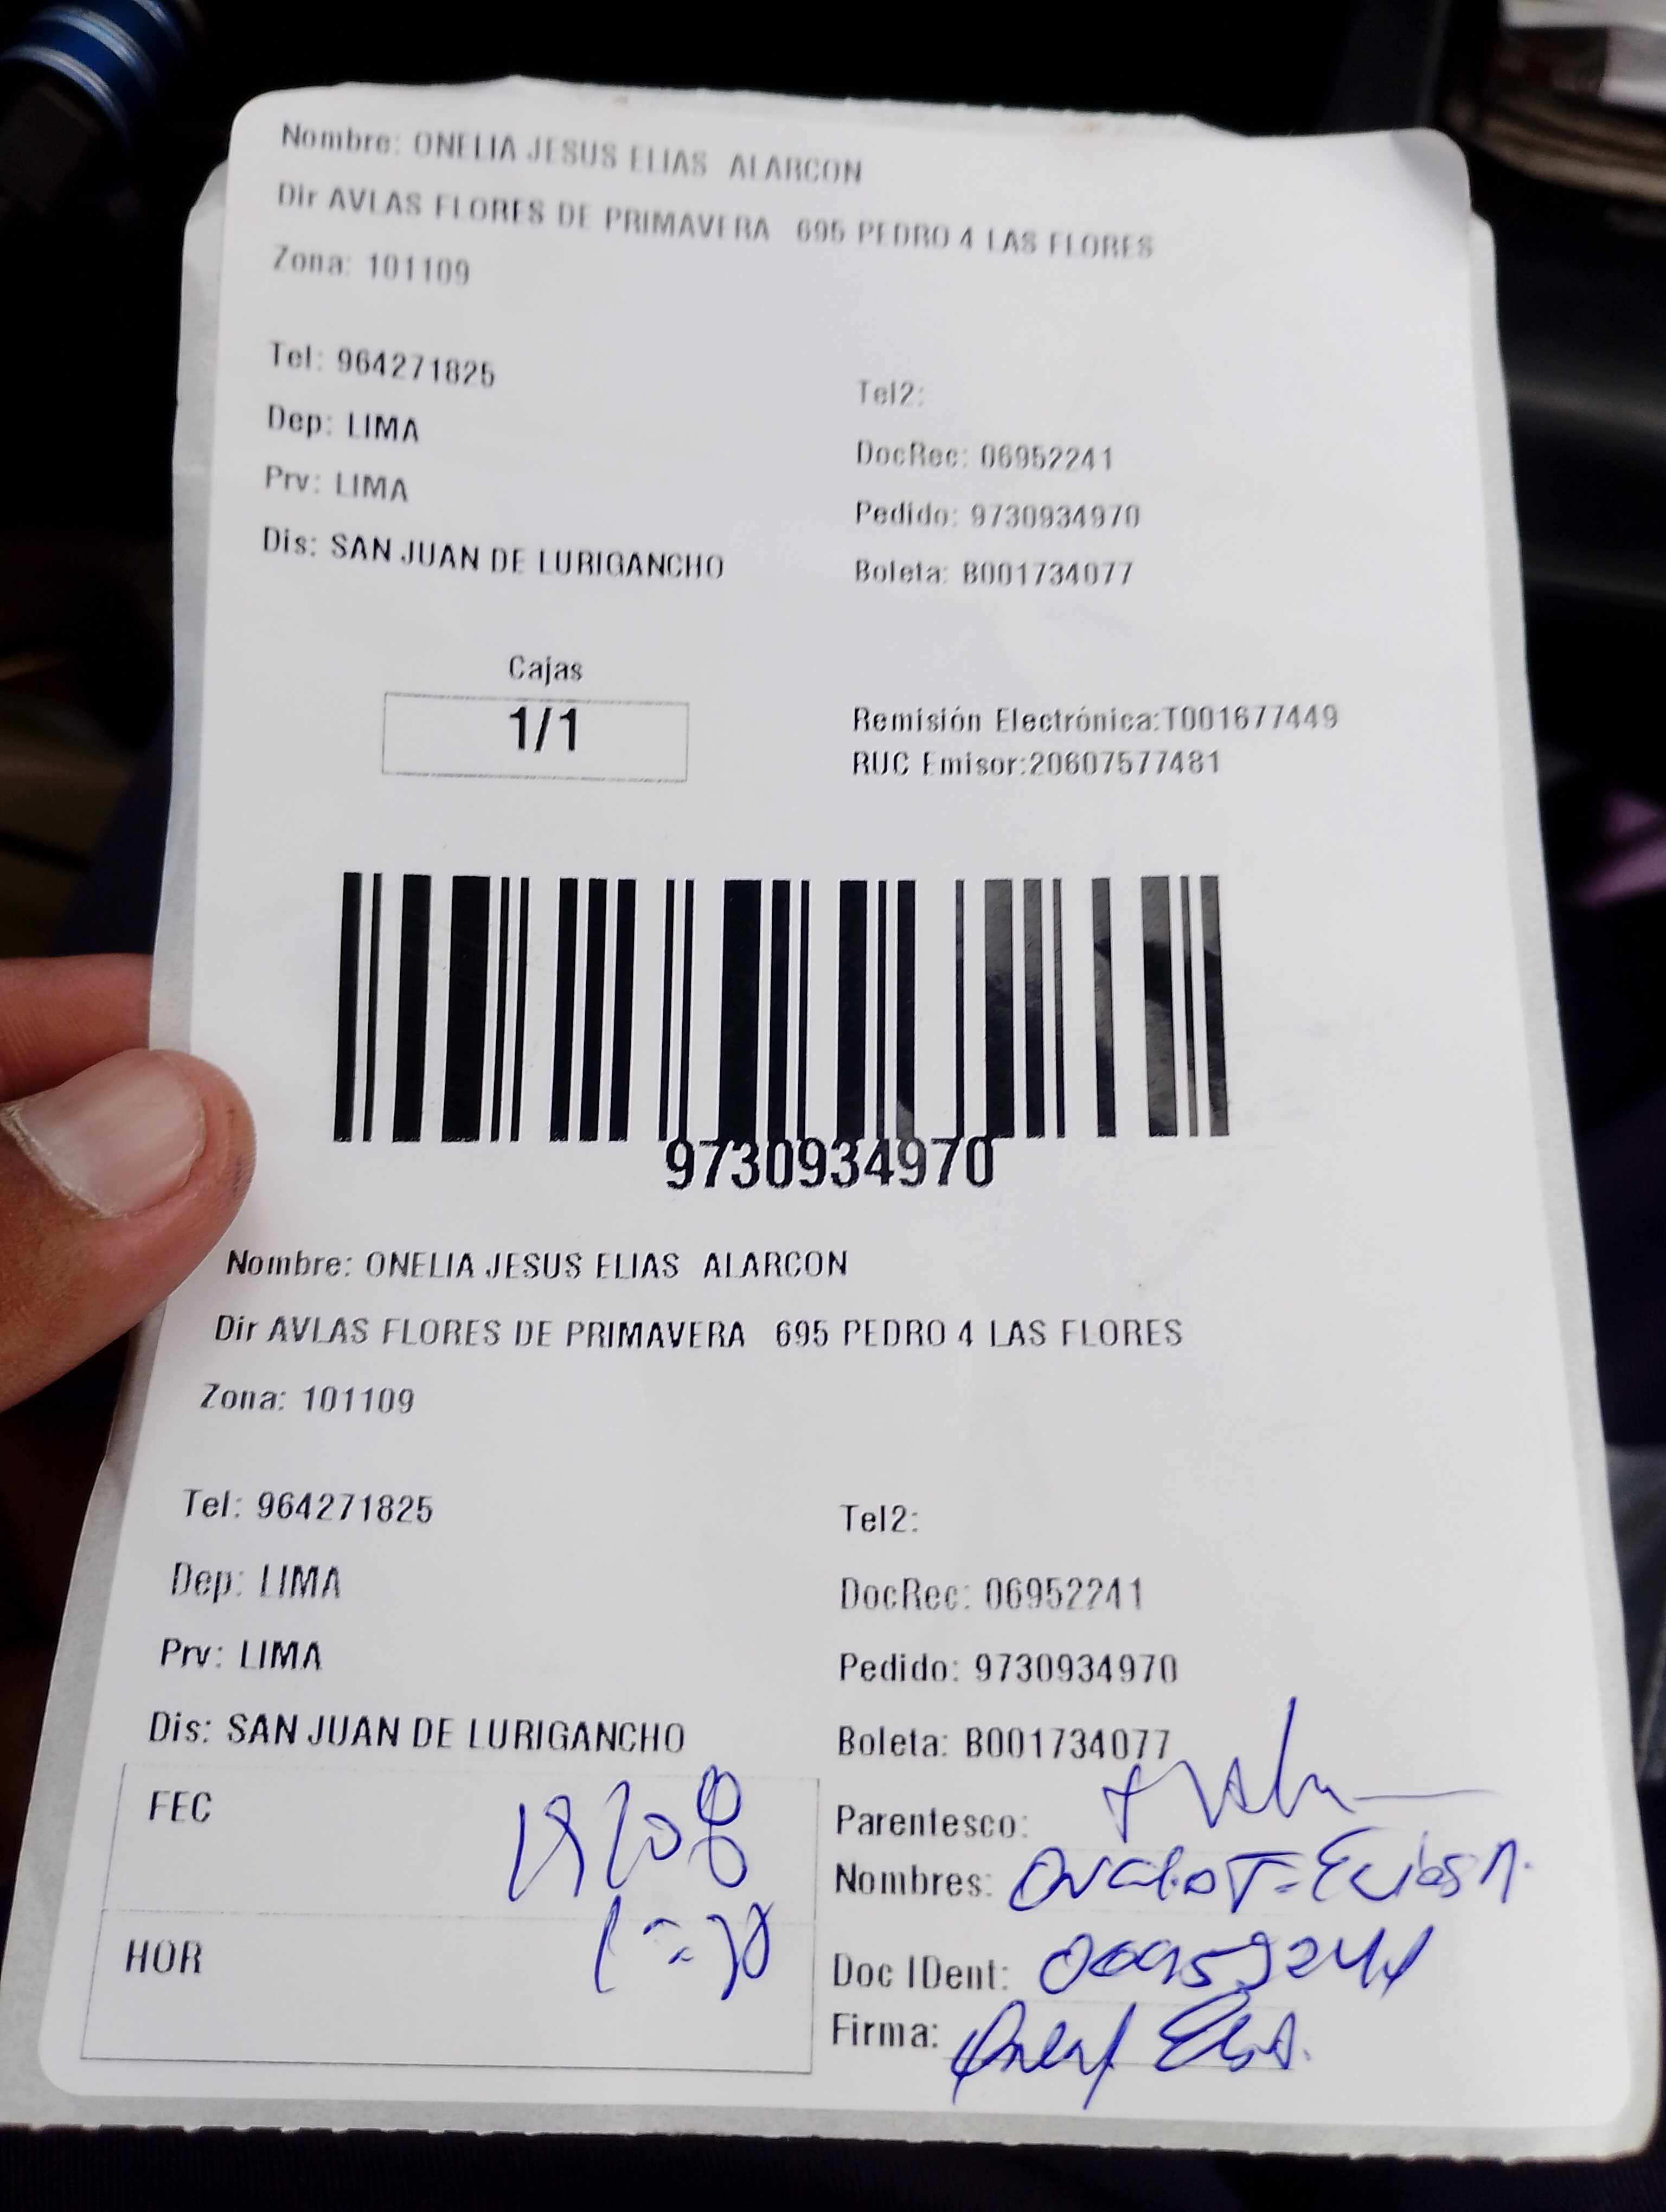 Nombre: ONELIA JESUS ELIAS ALARCON
Dir AVLAS FLORES DE PRIMAVERA 695 PEDRO 4 LAS FLORES
Zona: 101109
Tel: 964271825
Tel2:
Dep: LIMA
DocRec: 06952241
Prv: LIMA
Pedido: 9730934970
Dis: SAN JUAN DE LURIGANCHO
Boleta: B001734077
Cajas
1/1
Remisión Electrónica:T001677449
RUC Emisor:20607577481
9730934970
Nombre: ONELIA JESUS ELIAS ALARCON
Dir AVLAS FLORES DE PRIMAVERA 695 PEDRO 4 LAS FLORES
Zona: 101109
Tel: 964271825
Tel2:
Dep: LIMA
DocRec: 06952241
Prv: LIMA
Pedido: 9730934970
Dis: SAN JUAN DE LURIGANCHO
Boleta: B001734077
FEC
Parentesco:
Nombres:
HOR
Doc IDent:
Firma: